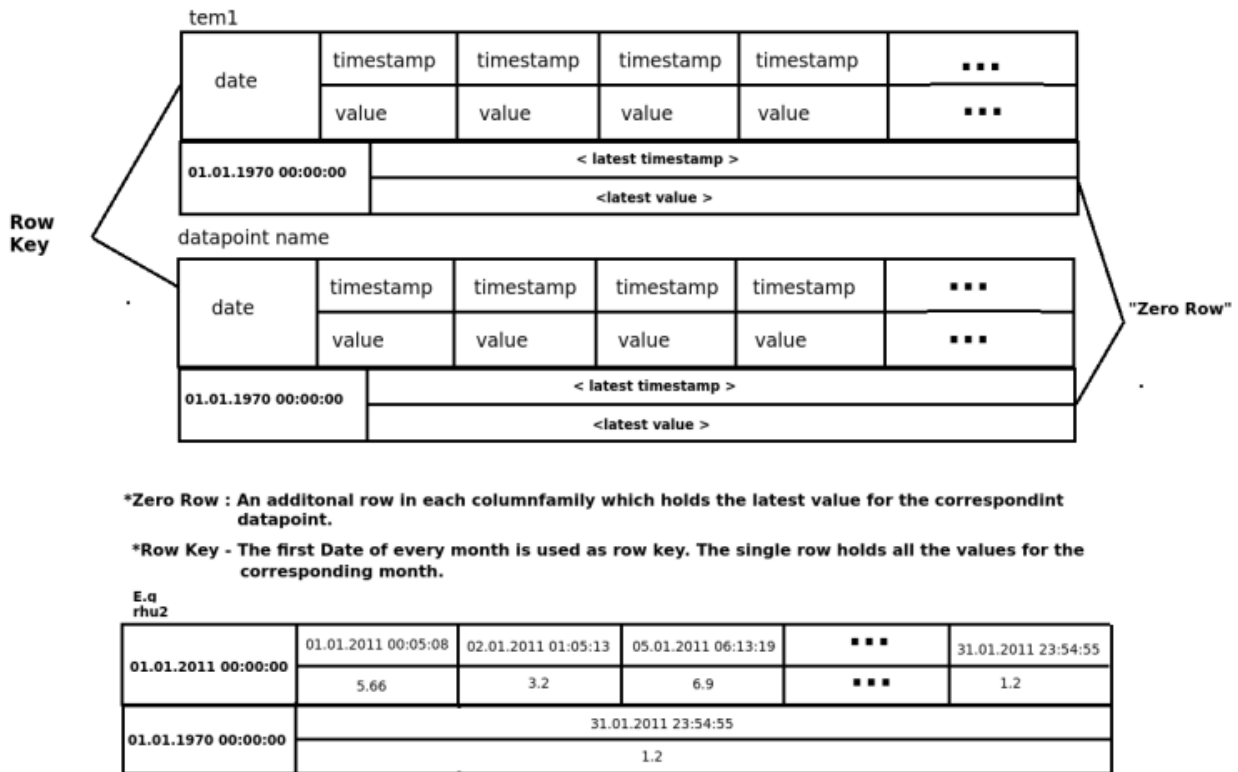 tem1
date
timestamp timestamp timestamp timestamp ...
value value value value ...
01.01.1970 00:00:00
< latest timestamp >
<latest value >
Row
Key
datapoint name
date
timestamp timestamp timestamp timestamp ...
value value value value ...
"Zero Row"
01.01.1970 00:00:00
< latest timestamp >
<latest value >
*Zero Row : An additonal row in each columnfamily which holds the latest value for the correspondint
datapoint.
*Row Key - The first Date of every month is used as row key. The single row holds all the values for the
corresponding month.
E.g
rhu2
01.01.2011 00:00:00
01.01.2011 00:05:08 02.01.2011 01:05:13 05.01.2011 06:13:19 ... 31.01.2011 23:54:55
5.66 3.2 6.9 ... 1.2
01.01.1970 00:00:00
31.01.2011 23:54:55
1.2